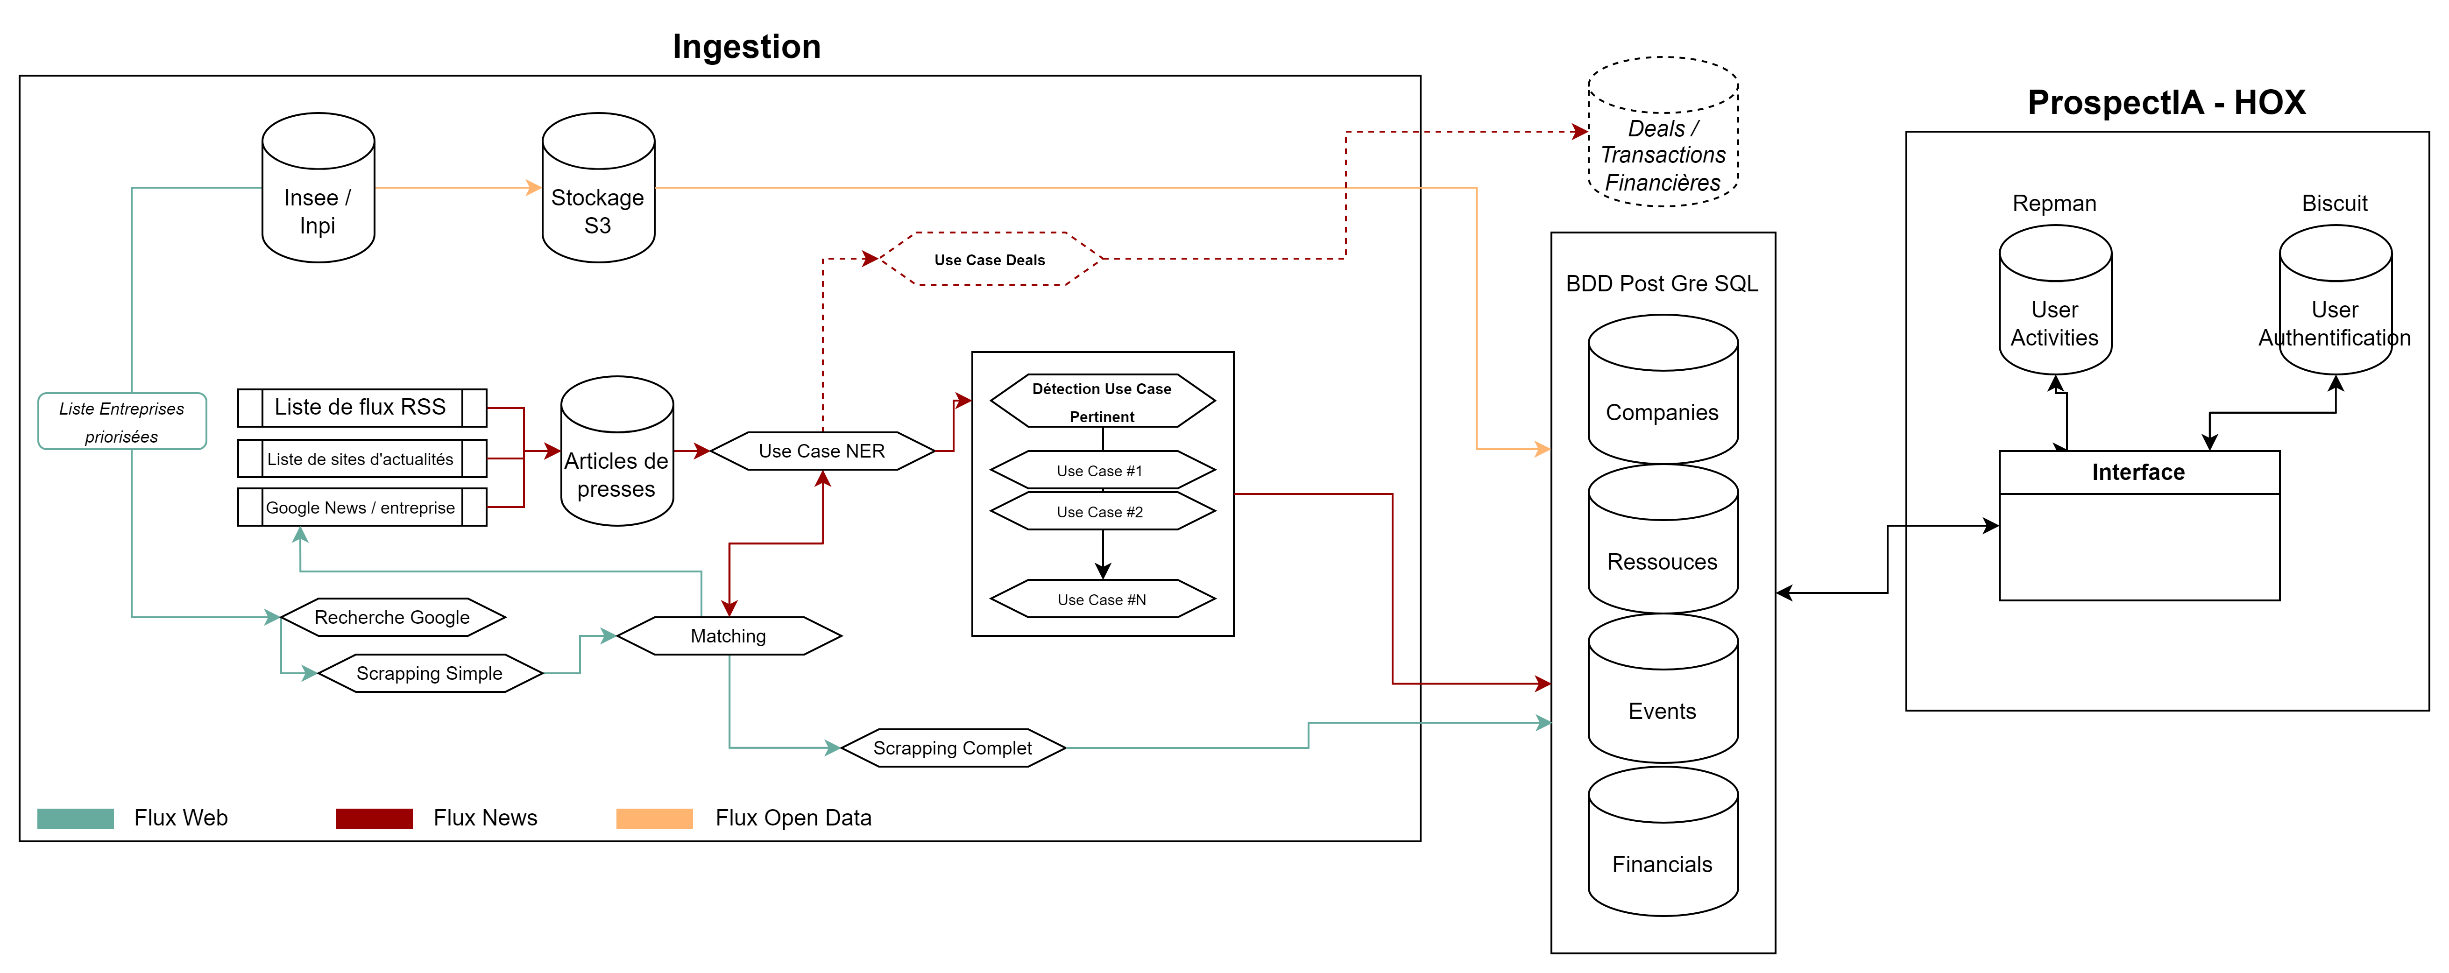 Ingestion
ProspectIA - HOX
Insee /
Inpi
Stockage
S3
Deals /
Transactions
Financières
Repman
Biscuit
User
Activities
User
Authentification
Use Case Deals
BDD Post Gre SQL
Liste Entreprises
priorisées
Liste de flux RSS
Liste de sites d'actualités
Google News / entreprise
Articles de
presses
Use Case NER
Détection Use Case
Pertinent
Use Case #1
Use Case #2
Use Case #N
Companies
Ressouces
Events
Financials
Interface
Recherche Google
Scrapping Simple
Matching
Scrapping Complet
Flux Web
Flux News
Flux Open Data